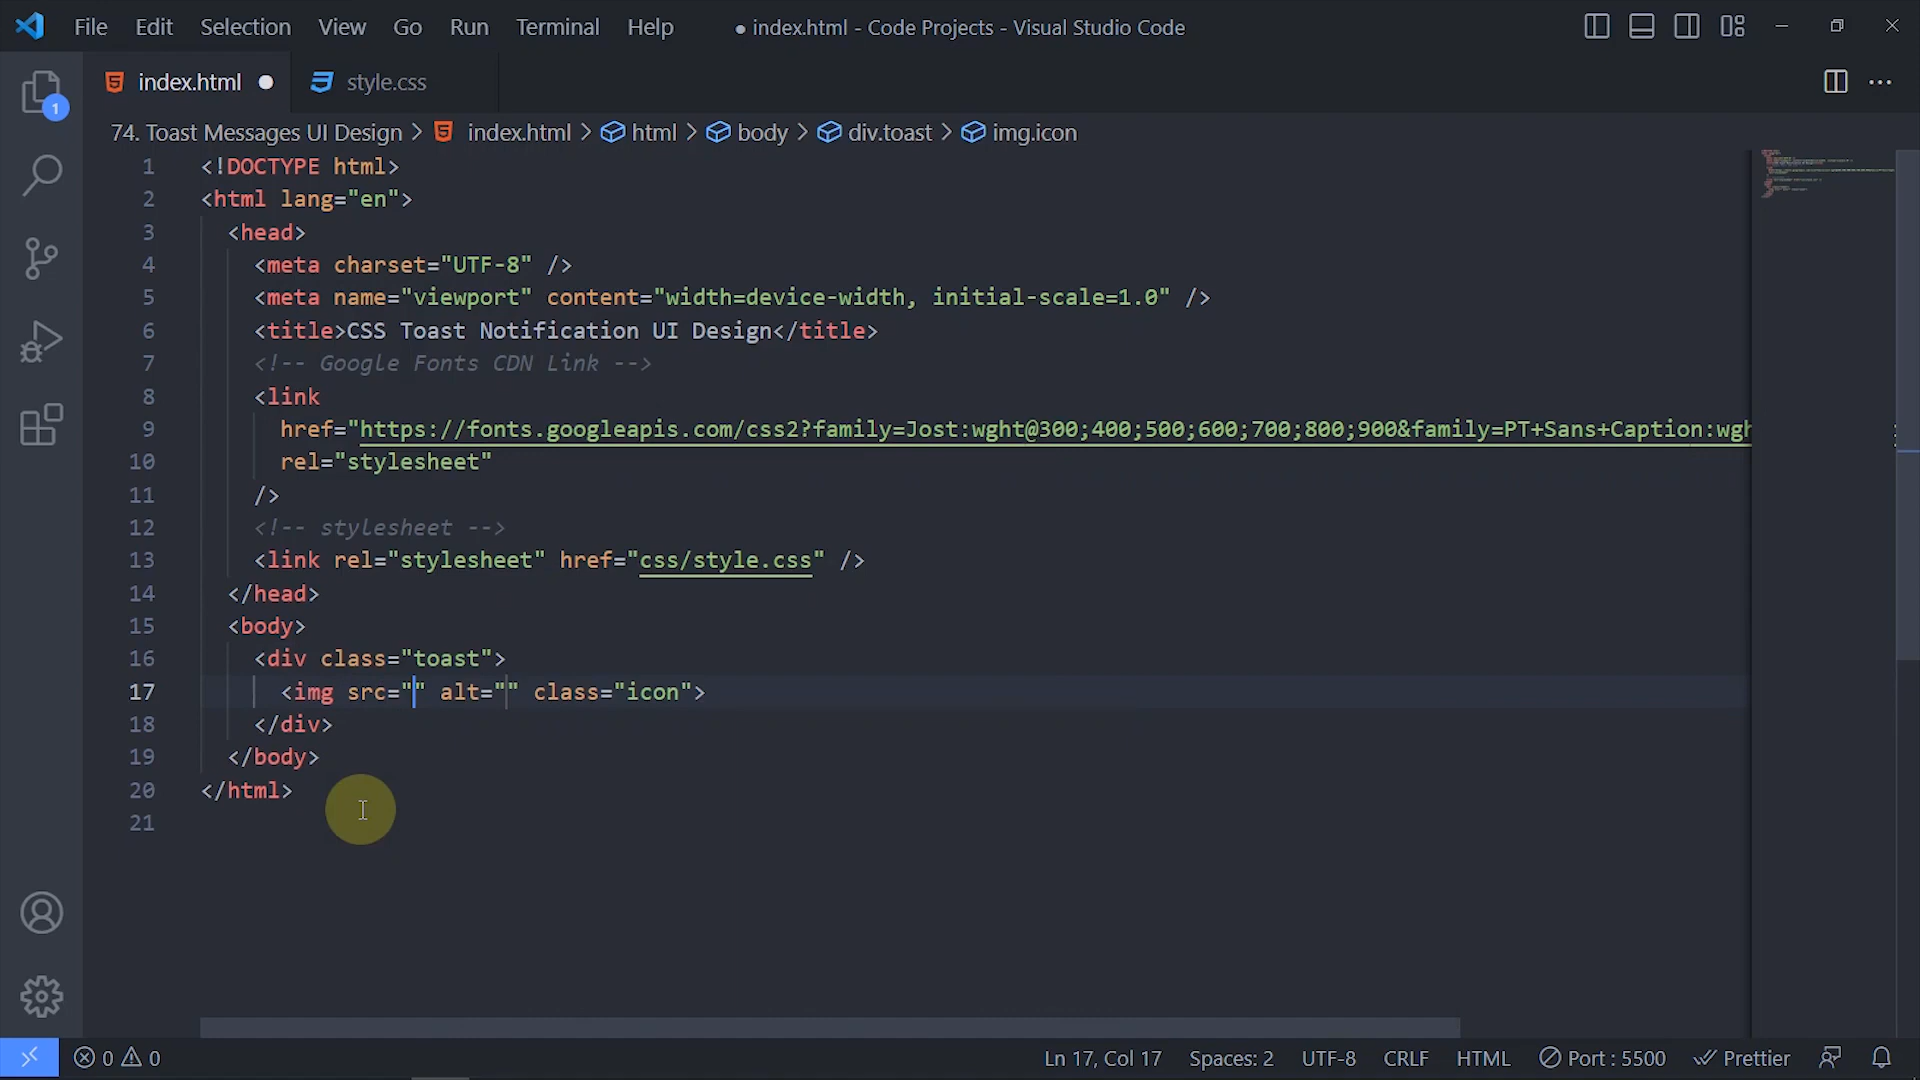 File Edit Selection View Go Run Terminal Help ● index.html - Code Projects - Visual Studio Code
index.html ● style.css
1
74. Toast Messages UI Design > index.html > html > body > div.toast > img.icon
1 <!DOCTYPE html>
2 <html lang="en">
3 <head>
4 <meta charset="UTF-8" />
5 <meta name="viewport" content="width=device-width, initial-scale=1.0" />
6 <title>CSS Toast Notification UI Design</title>
7 <!-- Google Fonts CDN Link -->
8 <link
9 href="https://fonts.googleapis.com/css2?family=Jost:wght@300;400;500;600;700;800;900&family=PT+Sans+Caption:wgh
10 rel="stylesheet"
11 />
12 <!-- stylesheet -->
13 <link rel="stylesheet" href="css/style.css" />
14 </head>
15 <body>
16 <div class="toast">
17 <img src="" alt="" class="icon">
18 </div>
19 </body>
20 </html>
21
0 0 Ln 17, Col 17 Spaces: 2 UTF-8 CRLF HTML Port : 5500 Prettier